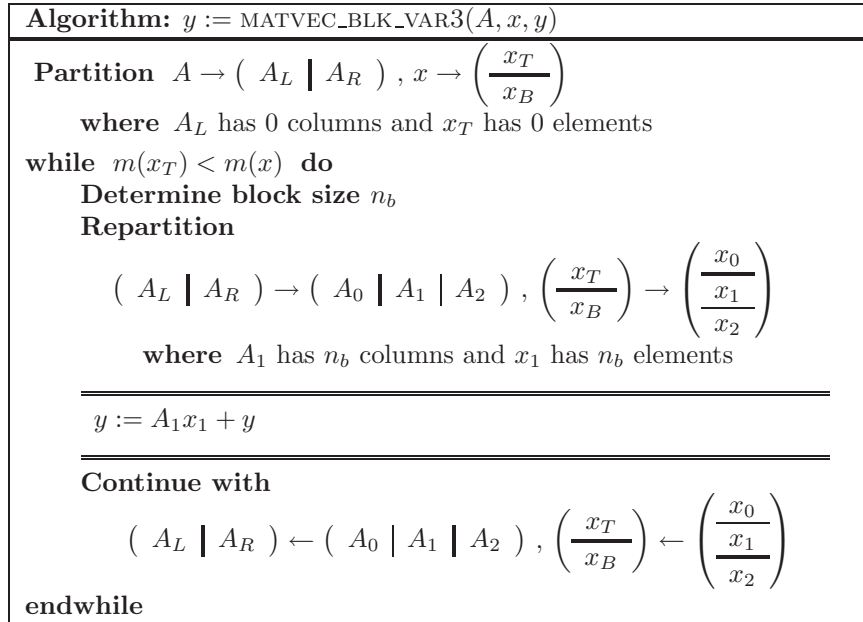 Algorithm: y := MATVEC_BLK_VAR3(A, x, y)
Partition A → ( A_L | A_R ) , x → ( x_T / x_B )
where A_L has 0 columns and x_T has 0 elements
while m(x_T) < m(x) do
Determine block size n_b
Repartition
( A_L | A_R ) → ( A_0 | A_1 | A_2 ) , ( x_T / x_B ) → ( x_0 / x_1 / x_2 )
where A_1 has n_b columns and x_1 has n_b elements
y := A_1 x_1 + y
Continue with
( A_L | A_R ) ← ( A_0 | A_1 | A_2 ) , ( x_T / x_B ) ← ( x_0 / x_1 / x_2 )
endwhile